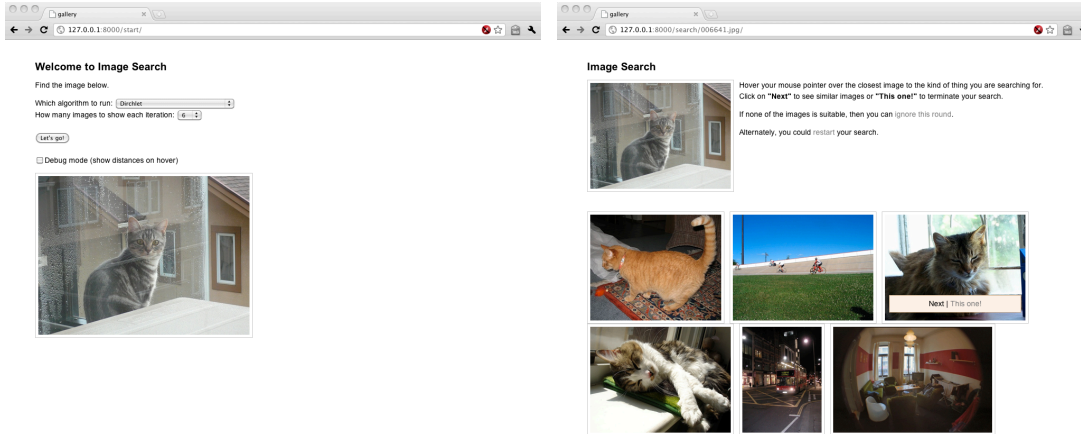 gallery
127.0.0.1:8000/start/
Welcome to Image Search
Find the image below.
Which algorithm to run: Dirchlet
How many images to show each iteration: 6
Let's go!
Debug mode (show distances on hover)
gallery
127.0.0.1:8000/search/006641.jpg/
Image Search
Hover your mouse pointer over the closest image to the kind of thing you are searching for.
Click on "Next" to see similar images or "This one!" to terminate your search.
If none of the images is suitable, then you can ignore this round.
Alternately, you could restart your search.
Next | This one!